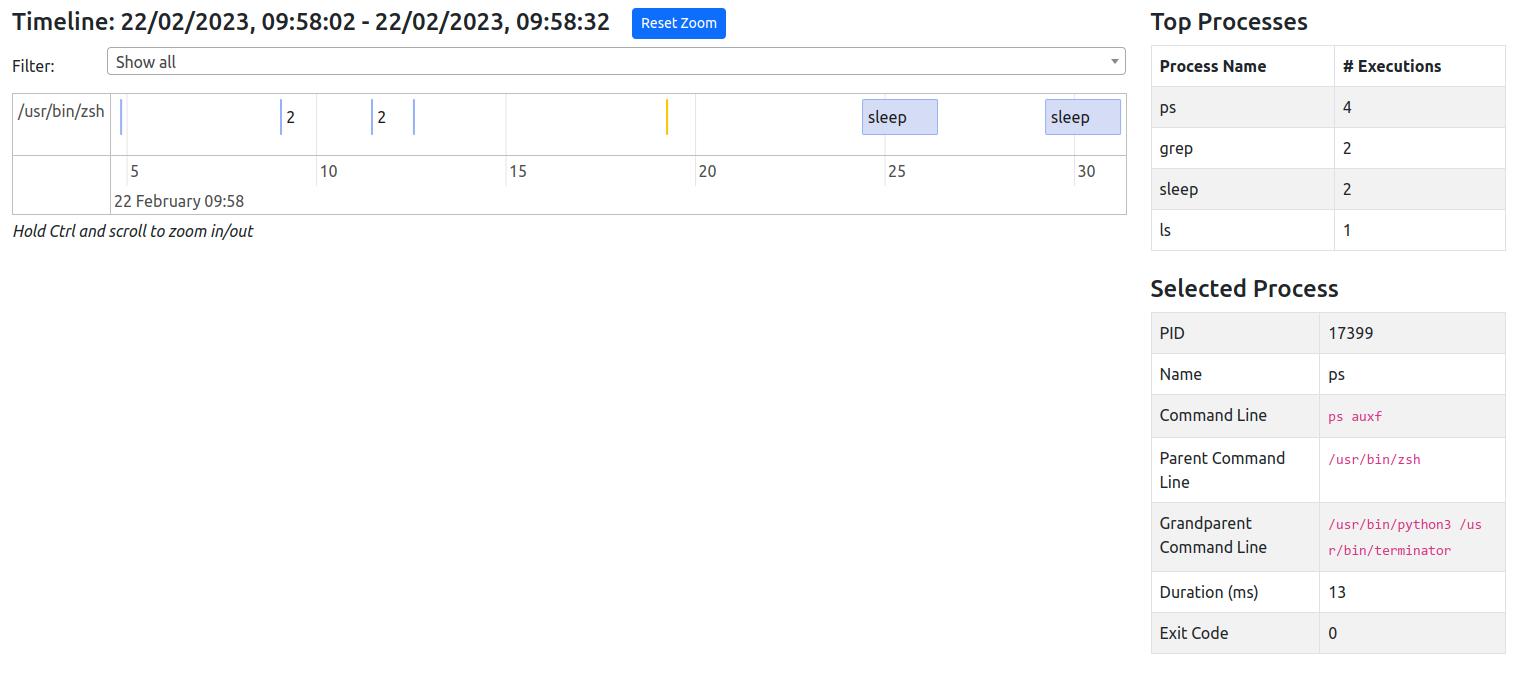 Timeline: 22/02/2023, 09:58:02 - 22/02/2023, 09:58:32
Reset Zoom
Filter:
Show all
/usr/bin/zsh
2
2
sleep
sleep
5
10
15
20
25
30
22 February 09:58
Hold Ctrl and scroll to zoom in/out
Top Processes
Process Name # Executions
ps 4
grep 2
sleep 2
ls 1
Selected Process
PID 17399
Name ps
Command Line ps auxf
Parent Command
Line
/usr/bin/zsh
Grandparent
Command Line
/usr/bin/python3 /us
r/bin/terminator
Duration (ms) 13
Exit Code 0